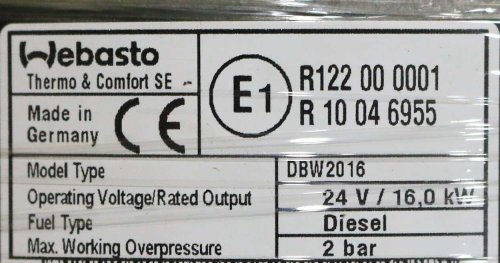 Webasto
Thermo & Comfort SE
Made in
Germany
CE
E1
R122 00 0001
R 10 04 6955
Model Type DBW2016
Operating Voltage/Rated Output 24 V / 16,0 kW
Fuel Type Diesel
Max. Working Overpressure 2 bar